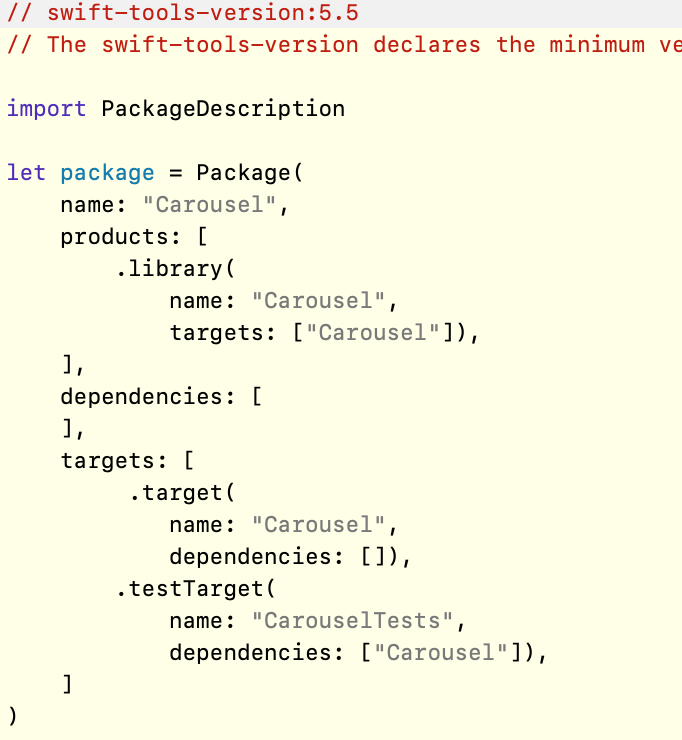 // swift-tools-version:5.5
// The swift-tools-version declares the minimum ve

import PackageDescription

let package = Package(
    name: "Carousel",
    products: [
        .library(
            name: "Carousel",
            targets: ["Carousel"]),
    ],
    dependencies: [
    ],
    targets: [
         .target(
            name: "Carousel",
            dependencies: []),
        .testTarget(
            name: "CarouselTests",
            dependencies: ["Carousel"]),
    ]
)